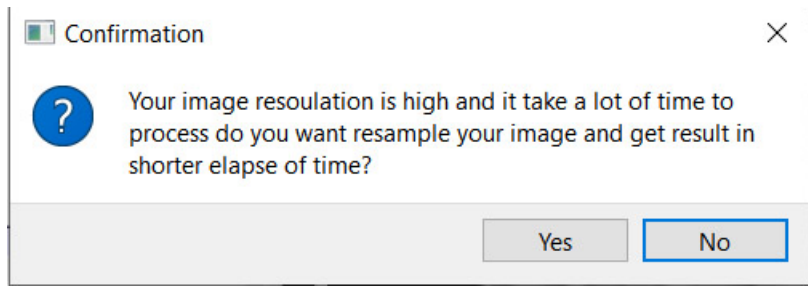 Confirmation
Your image resoulation is high and it take a lot of time to
process do you want resample your image and get result in
shorter elapse of time?
Yes
No